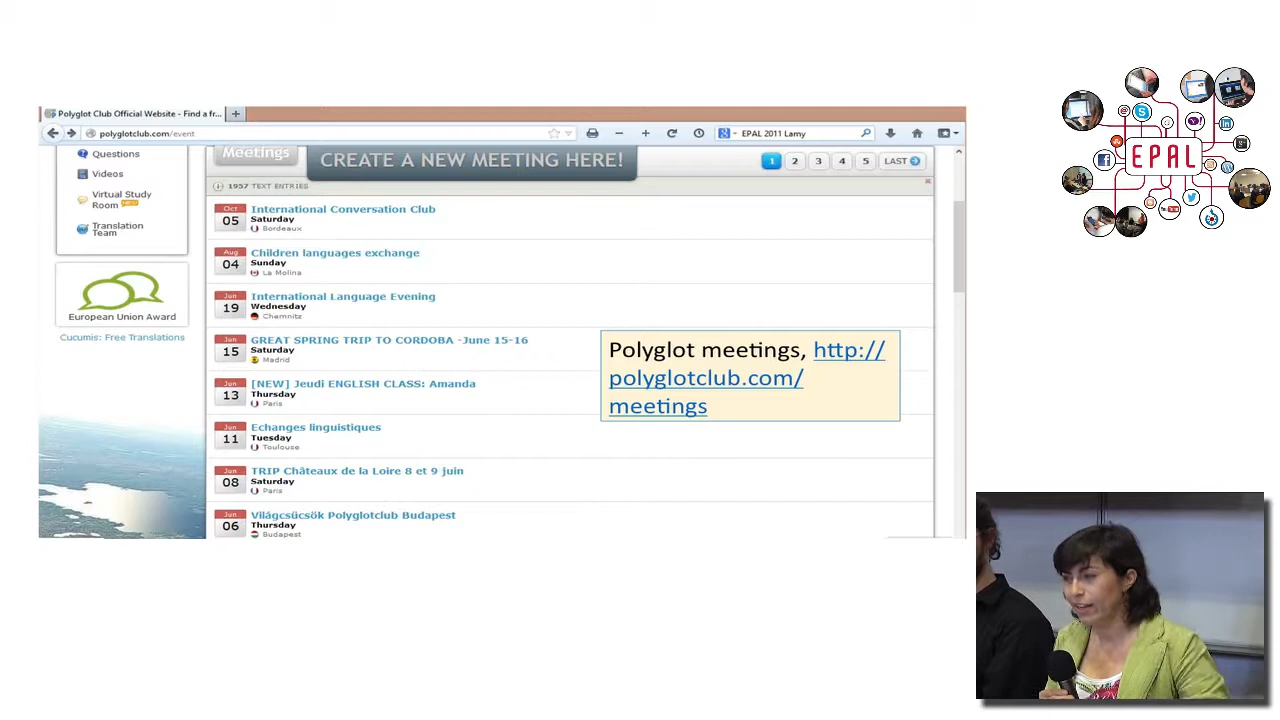 Polyglot Club Official Website - Find a fr...
polyglotclub.com/event
EPAL 2011 Lamy
Questions
Videos
Virtual Study
Room
Translation
Team
European Union Award
Cucumis: Free Translations
Meetings
CREATE A NEW MEETING HERE!
1 2 3 4 5 LAST
1957 TEXT ENTRIES
Oct
05
International Conversation Club
Saturday
Bordeaux
Aug
04
Children languages exchange
Sunday
La Molina
Jun
19
International Language Evening
Wednesday
Chemnitz
Jun
15
GREAT SPRING TRIP TO CORDOBA -June 15-16
Saturday
Madrid
Jun
13
[NEW] Jeudi ENGLISH CLASS: Amanda
Thursday
Paris
Jun
11
Echanges linguistiques
Tuesday
Toulouse
Jun
08
TRIP Châteaux de la Loire 8 et 9 juin
Saturday
Paris
Jun
06
Világcsücsök Polyglotclub Budapest
Thursday
Budapest
Polyglot meetings, http://
polyglotclub.com/
meetings
EPAL